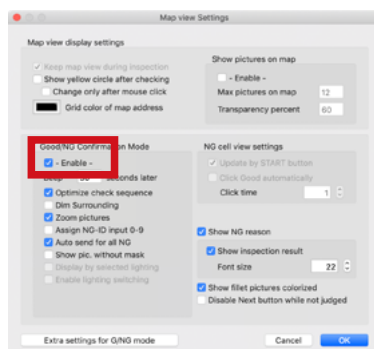 Map view Settings
Map view display settings
Keep map view during inspection
Show yellow circle after checking
Change only after mouse click
Grid color of map address
Show pictures on map
- Enable -
Max pictures on map 12
Transparency percent 60
Good/NG Confirmation Mode
- Enable -
seconds later
Optimize check sequence
Dim Surrounding
Zoom pictures
Assign NG-ID input 0-9
Auto send for all NG
Show pic. without mask
Display by selected lighting
Enable lighting switching
NG cell view settings
Update by START button
Click Good automatically
Click time 1
Show NG reason
Show inspection result
Font size 22
Show fillet pictures colorized
Disable Next button while not judged
Extra settings for G/NG mode
Cancel
OK